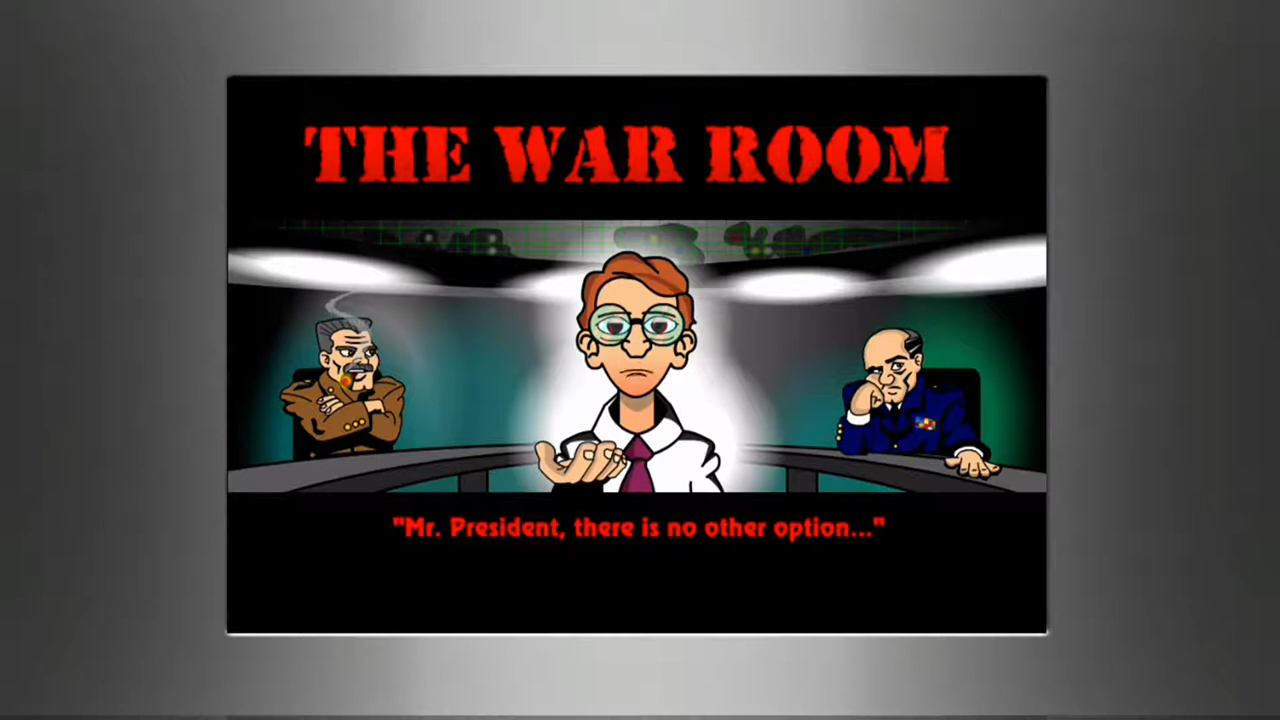 THE WAR ROOM
"Mr. President, there is no other option..."